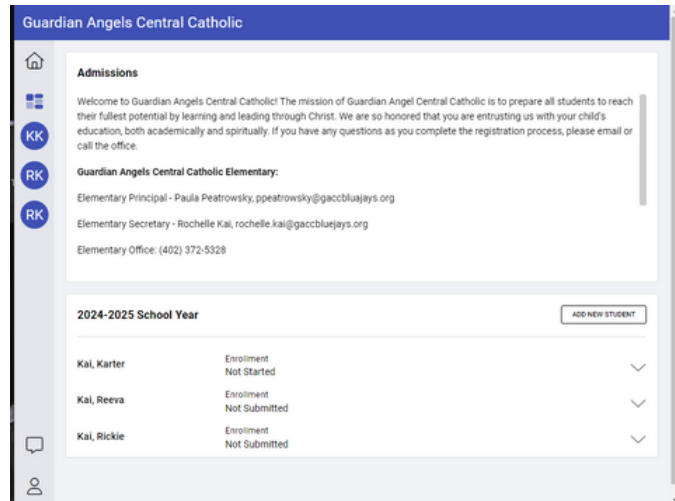 Guardian Angels Central Catholic
Admissions
Welcome to Guardian Angels Central Catholic! The mission of Guardian Angel Central Catholic is to prepare all students to reach
their fullest potential by learning and leading through Christ. We are so honored that you are entrusting us with your child's
education, both academically and spiritually. If you have any questions as you complete the registration process, please email or
call the office.
Guardian Angels Central Catholic Elementary:
Elementary Principal - Paula Peatrowsky, ppeatrowsky@gaccbluajays.org
Elementary Secretary - Rochelle Kai, rochelle.kai@gaccbluejays.org
Elementary Office: (402) 372-5328
KK
RK
RK
2024-2025 School Year
ADD NEW STUDENT
Kai, Karter
Enrollment
Not Started
Kai, Reeva
Enrollment
Not Submitted
Kai, Rickie
Enrollment
Not Submitted